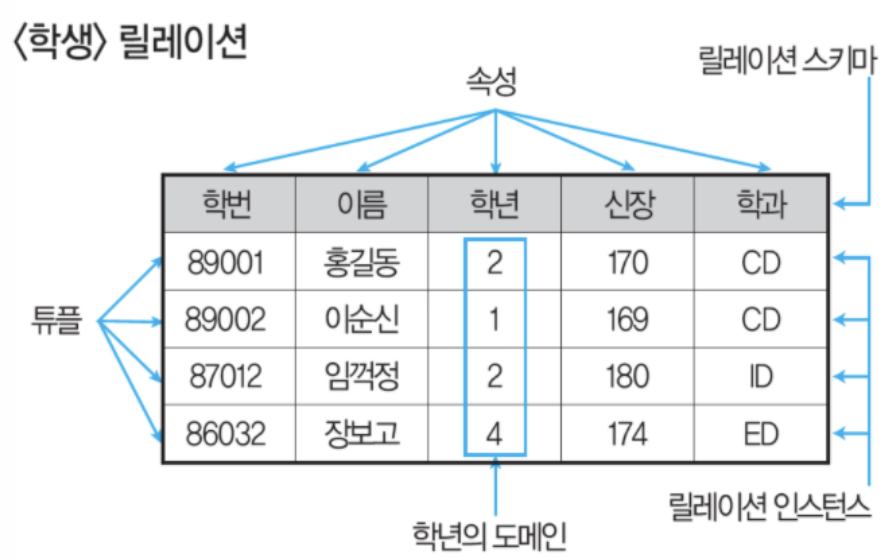 <학생> 릴레이션
릴레이션 스키마
속성
학번 이름 학년 신장 학과
89001 홍길동 2 170 CD
89002 이순신 1 169 CD
튜플
87012 임꺽정 2 180 ID
86032 장보고 4 174 ED
릴레이션 인스턴스
학년의 도메인